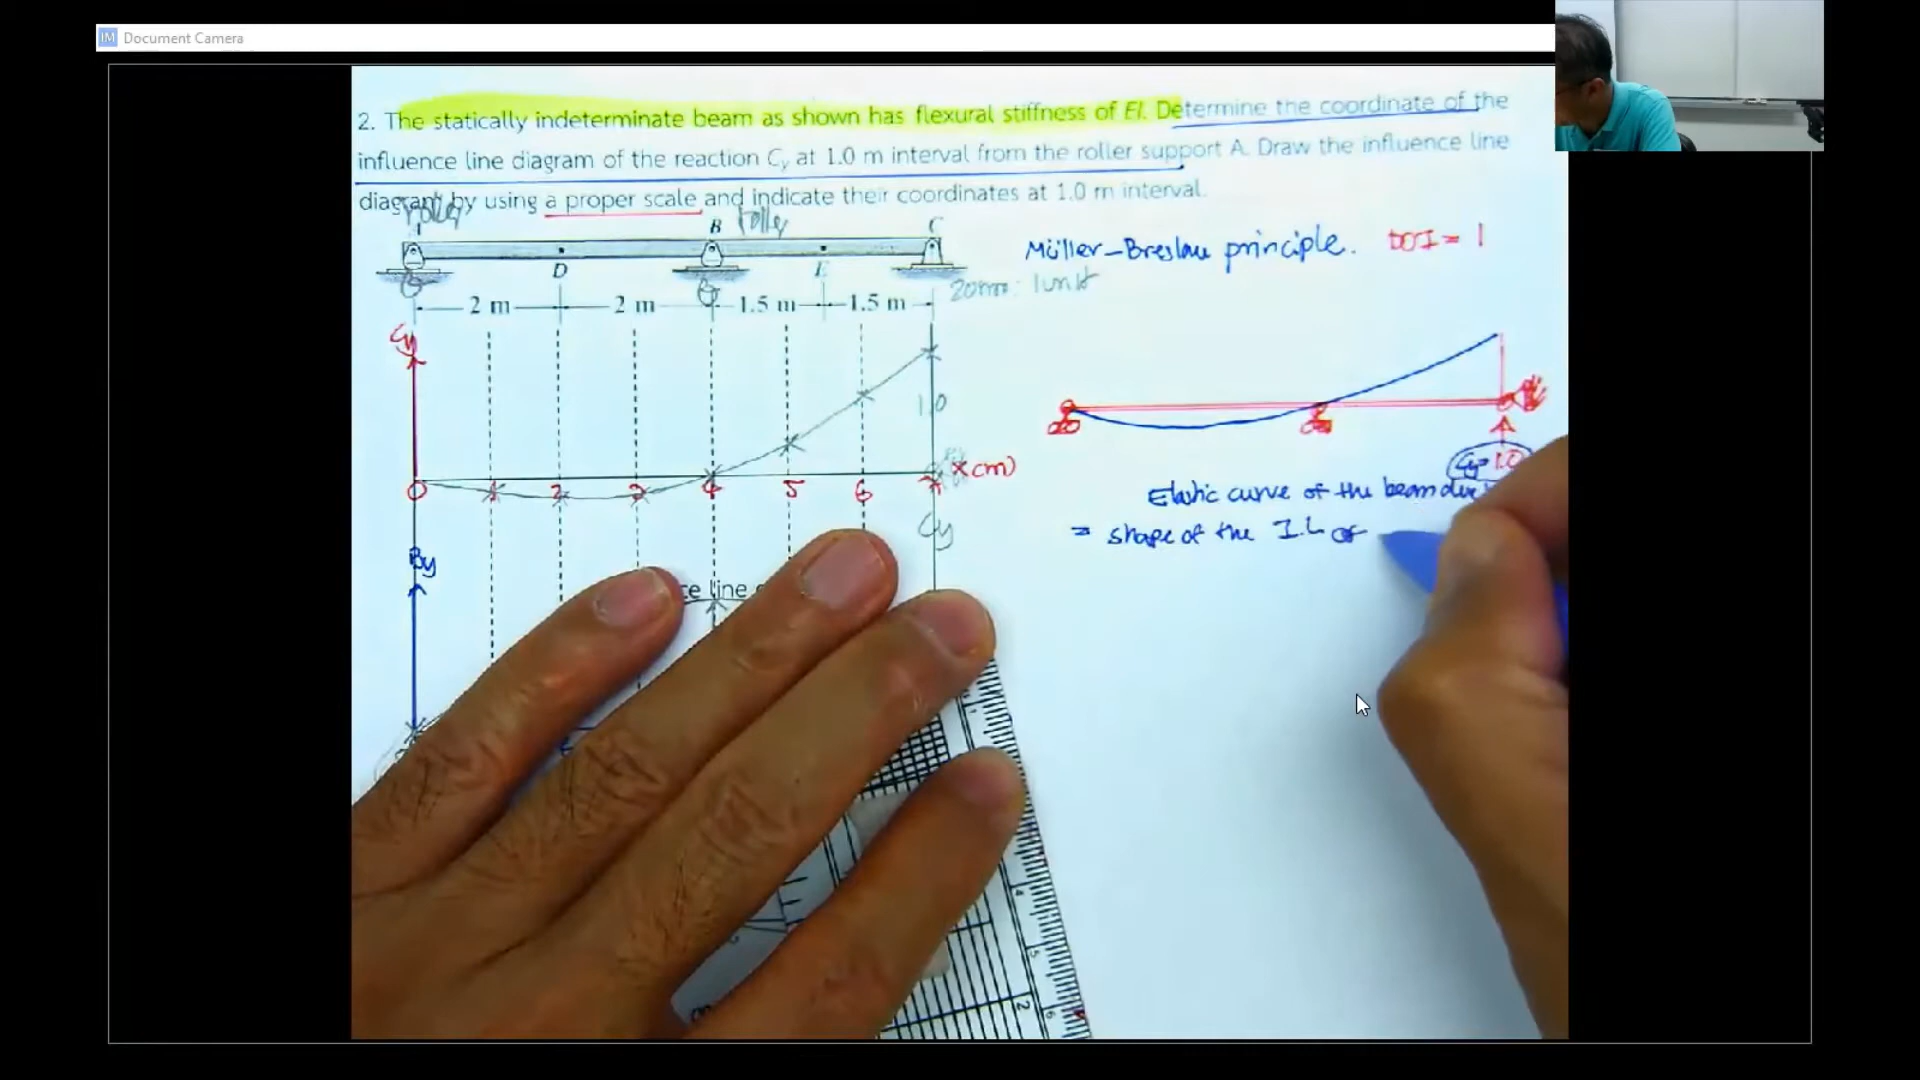 Document Camera
2. The statically indeterminate beam as shown has flexural stiffness of EI. Determine the coordinate of the
influence line diagram of the reaction Cy at 1.0 m interval from the roller support A. Draw the influence line
diagram by using a proper scale and indicate their coordinates at 1.0 m interval.
roller
B
roller
C
Müller-Breslau principle. DOI = 1
D
E
20mm: 1unit
2 m
2 m
1.5 m
1.5 m
Cy
1.0
0 1 2 3 4 5 6 7 x(m)
Cy = 1.0
Elastic curve of the beam due
= shape of the I.L of
Cy
By
line